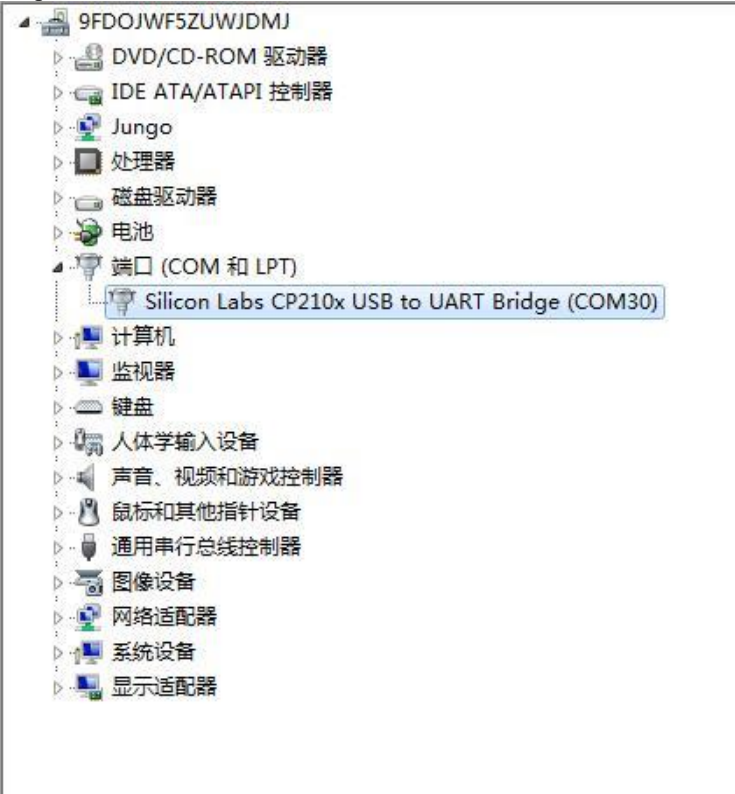 9FDOJWF5ZUWJDMJ
DVD/CD-ROM 驱动器
IDE ATA/ATAPI 控制器
Jungo
处理器
磁盘驱动器
电池
端口 (COM 和 LPT)
Silicon Labs CP210x USB to UART Bridge (COM30)
计算机
监视器
键盘
人体学输入设备
声音、视频和游戏控制器
鼠标和其他指针设备
通用串行总线控制器
图像设备
网络适配器
系统设备
显示适配器